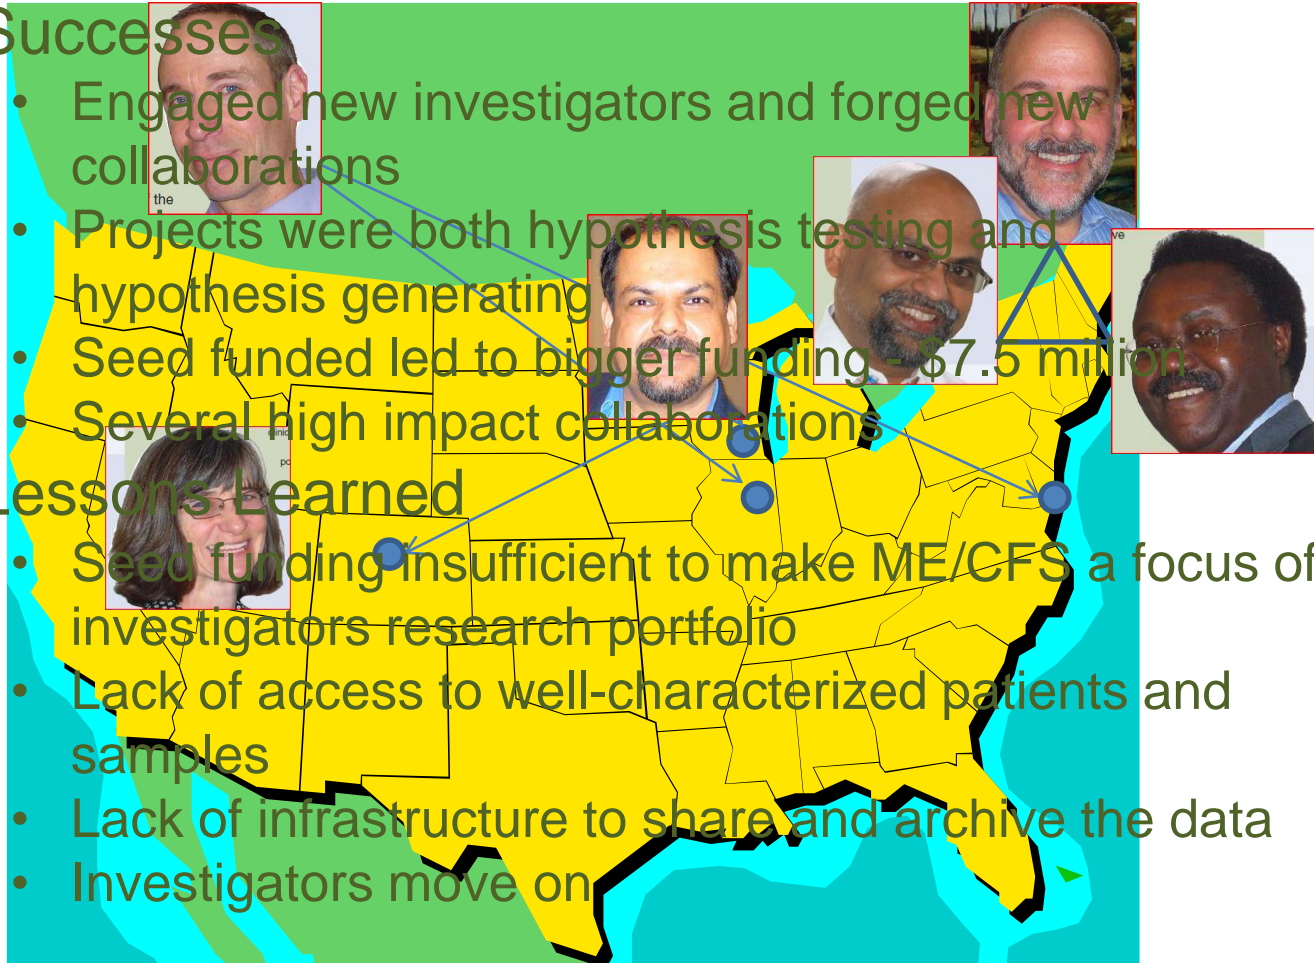 Successes
• Engaged new investigators and forged new
collaborations
the
• Projects were both hypothesis testing and
ve
hypothesis generating
• Seed funded led to bigger funding - $7.5 million
• Several high impact collaborations
Lessons Learned
• Seed funding insufficient to make ME/CFS a focus of
investigators research portfolio
• Lack of access to well-characterized patients and
samples
• Lack of infrastructure to share and archive the data
• Investigators move on